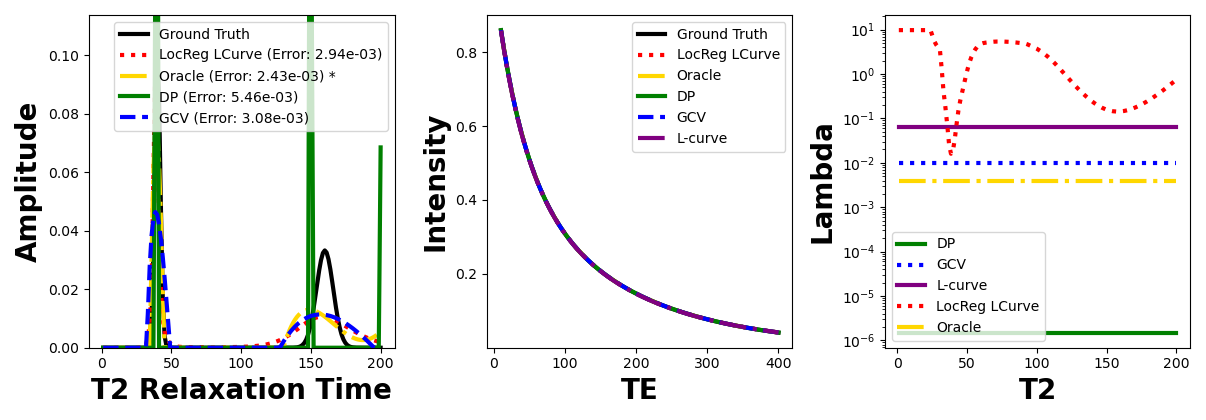 Amplitude
0.10
0.08
0.06
0.04
0.02
0.00
0
50
100
150
200
T2 Relaxation Time
Ground Truth
LocReg LCurve (Error: 2.94e-03)
Oracle (Error: 2.43e-03) *
DP (Error: 5.46e-03)
GCV (Error: 3.08e-03)
Intensity
0.8
0.6
0.4
0.2
0
100
200
300
400
TE
Ground Truth
LocReg LCurve
Oracle
DP
GCV
L-curve
Lambda
10¹
10⁰
10⁻¹
10⁻²
10⁻³
10⁻⁴
10⁻⁵
10⁻⁶
0
50
100
150
200
T2
DP
GCV
L-curve
LocReg LCurve
Oracle